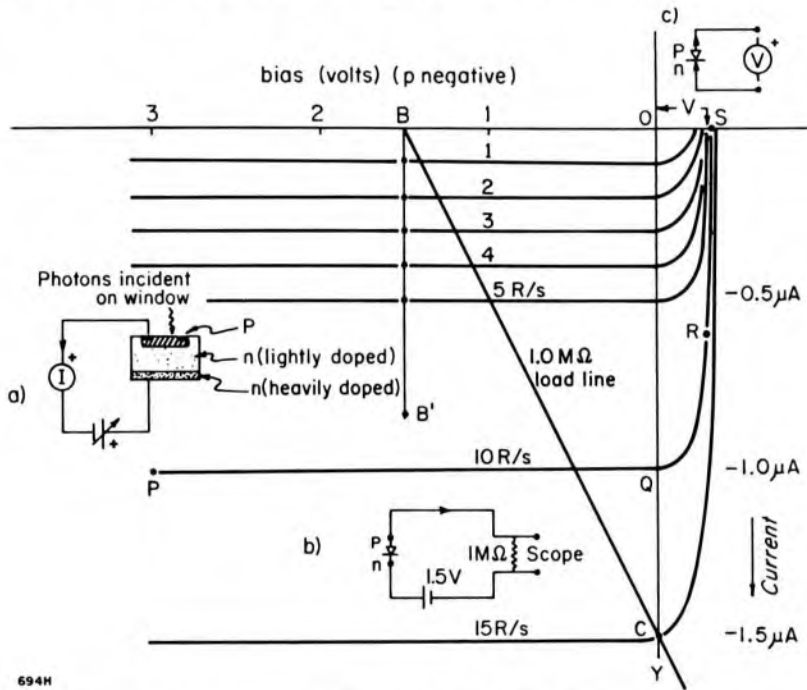 c)
P
n
V
+
bias (volts) (p negative)
3
2
B
1
O
V
S
1
2
3
4
5 R/s
-0.5μA
Photons incident
on window
P
n(lightly doped)
n(heavily doped)
I
+
+
a)
R
1.0 MΩ
load line
B'
10 R/s
P
Q
-1.0μA
b)
P
n
1MΩ
Scope
1.5V
Current
15R/s
C
-1.5μA
Y
694H